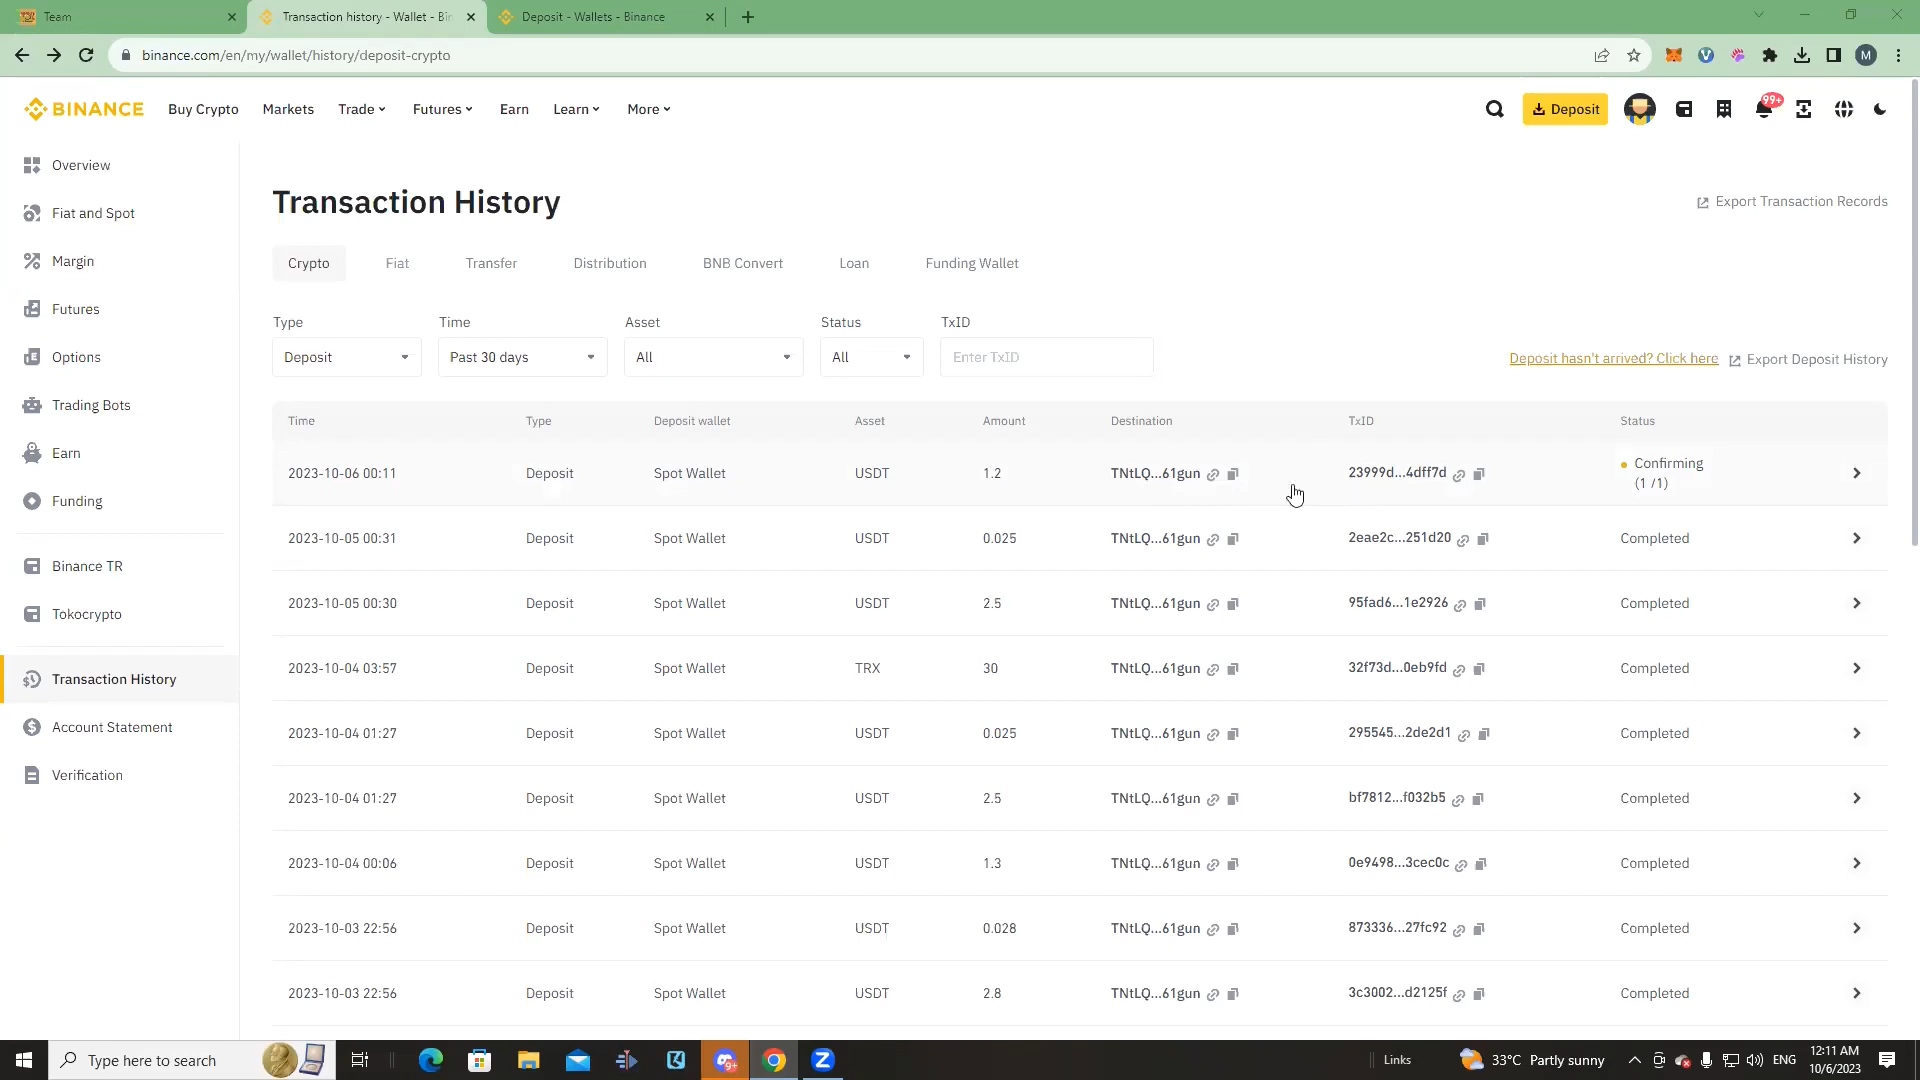 Team
Transaction history - Wallet - Bin
Deposit - Wallets - Binance
binance.com/en/my/wallet/history/deposit-crypto
M
BINANCE
Buy Crypto
Markets
Trade
Futures
Earn
Learn
More
Deposit
99+
Overview
Fiat and Spot
Margin
Futures
Options
Trading Bots
Earn
Funding
Binance TR
Tokocrypto
Transaction History
Account Statement
Verification
Transaction History
Export Transaction Records
Crypto Fiat Transfer Distribution BNB Convert Loan Funding Wallet
Type Time Asset Status TxID
Deposit Past 30 days All All Enter TxID
Deposit hasn't arrived? Click here Export Deposit History
Time Type Deposit wallet Asset Amount Destination TxID Status
2023-10-06 00:11 Deposit Spot Wallet USDT 1.2 TNtLQ...61gun 23999d...4dff7d Confirming
(1 /1)
2023-10-05 00:31 Deposit Spot Wallet USDT 0.025 TNtLQ...61gun 2eae2c...251d20 Completed
2023-10-05 00:30 Deposit Spot Wallet USDT 2.5 TNtLQ...61gun 95fad6...1e2926 Completed
2023-10-04 03:57 Deposit Spot Wallet TRX 30 TNtLQ...61gun 32f73d...0eb9fd Completed
2023-10-04 01:27 Deposit Spot Wallet USDT 0.025 TNtLQ...61gun 295545...2de2d1 Completed
2023-10-04 01:27 Deposit Spot Wallet USDT 2.5 TNtLQ...61gun bf7812...f032b5 Completed
2023-10-04 00:06 Deposit Spot Wallet USDT 1.3 TNtLQ...61gun 0e9498...3cec0c Completed
2023-10-03 22:56 Deposit Spot Wallet USDT 0.028 TNtLQ...61gun 873336...27fc92 Completed
2023-10-03 22:56 Deposit Spot Wallet USDT 2.8 TNtLQ...61gun 3c3002...d2125f Completed
Type here to search
Links
33°C Partly sunny
ENG
12:11 AM
10/6/2023